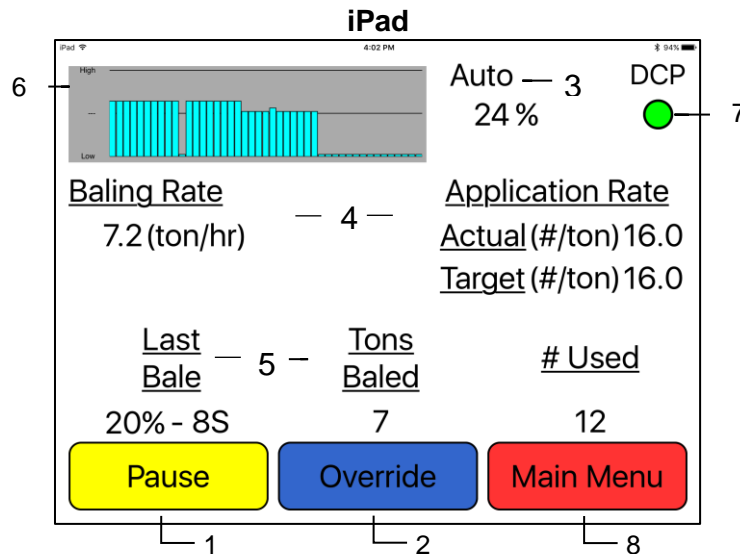 iPad
iPad 4:02 PM 94%
6
High
Low
Auto 3
24 %
DCP
7
Baling Rate
7.2 (ton/hr)
4
Application Rate
Actual (#/ton) 16.0
Target (#/ton) 16.0
Last
Bale
5
Tons
Baled
# Used
20% - 8S
7
12
Pause
Override
Main Menu
1
2
8